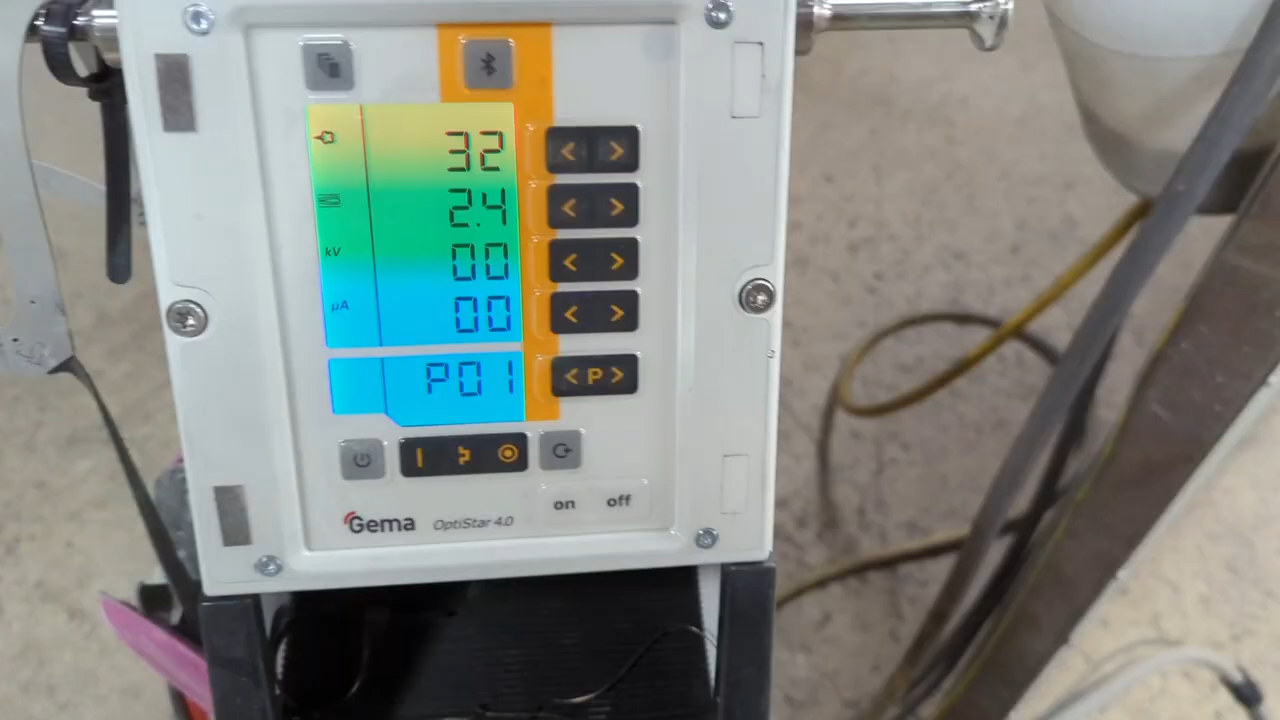 32
2.4
kV 00
µA 00
P01
< >
< >
< >
< >
< P >
on off
Gema OptiStar 4.0